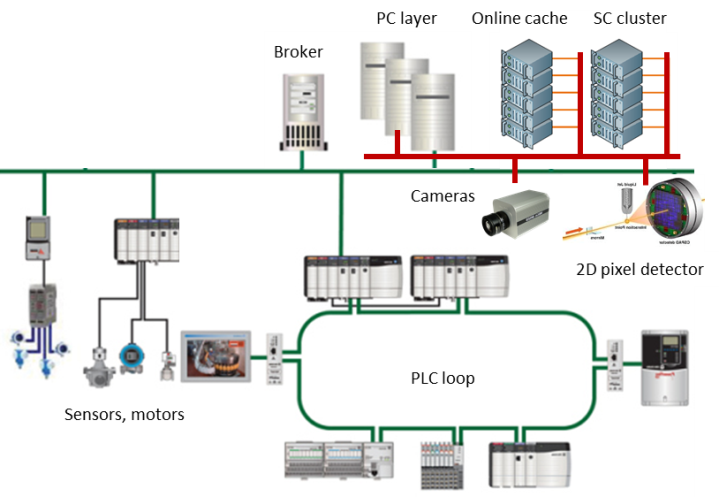 PC layer
Online cache
SC cluster
Broker
Cameras
2D pixel detector
PLC loop
Sensors, motors